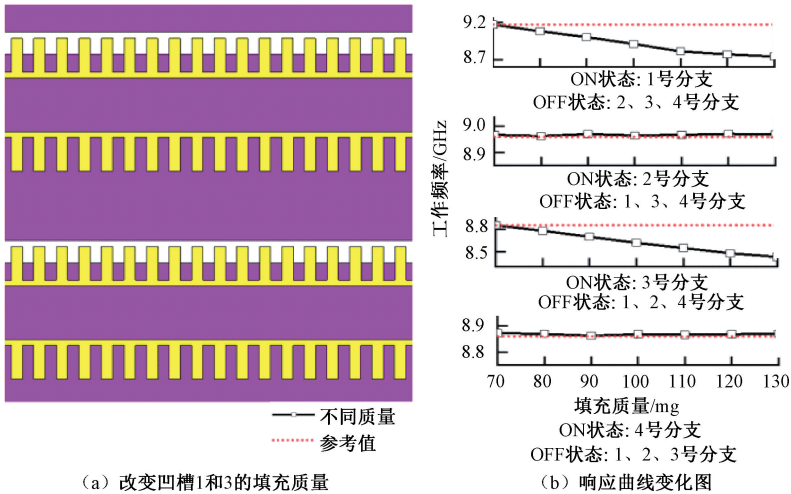 不同质量
参考值
（a）改变凹槽1和3的填充质量
工作频率/GHz
9.2
8.7
ON状态: 1号分支
OFF状态: 2、3、4号分支
9.0
8.9
ON状态: 2号分支
OFF状态: 1、3、4号分支
8.8
8.5
ON状态: 3号分支
OFF状态: 1、2、4号分支
8.9
8.8
70 80 90 100 110 120 130
填充质量/mg
ON状态: 4号分支
OFF状态: 1、2、3号分支
（b）响应曲线变化图